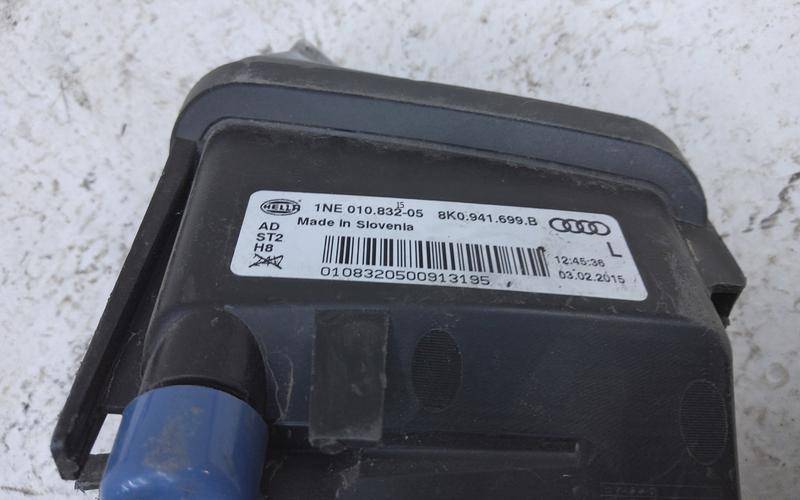 HELLA 1NE 010.832-05 8K0.941.699.B
15
Made in Slovenia
AD
ST2
H8
L
12:45:36
03.02.2015
0108320500913195